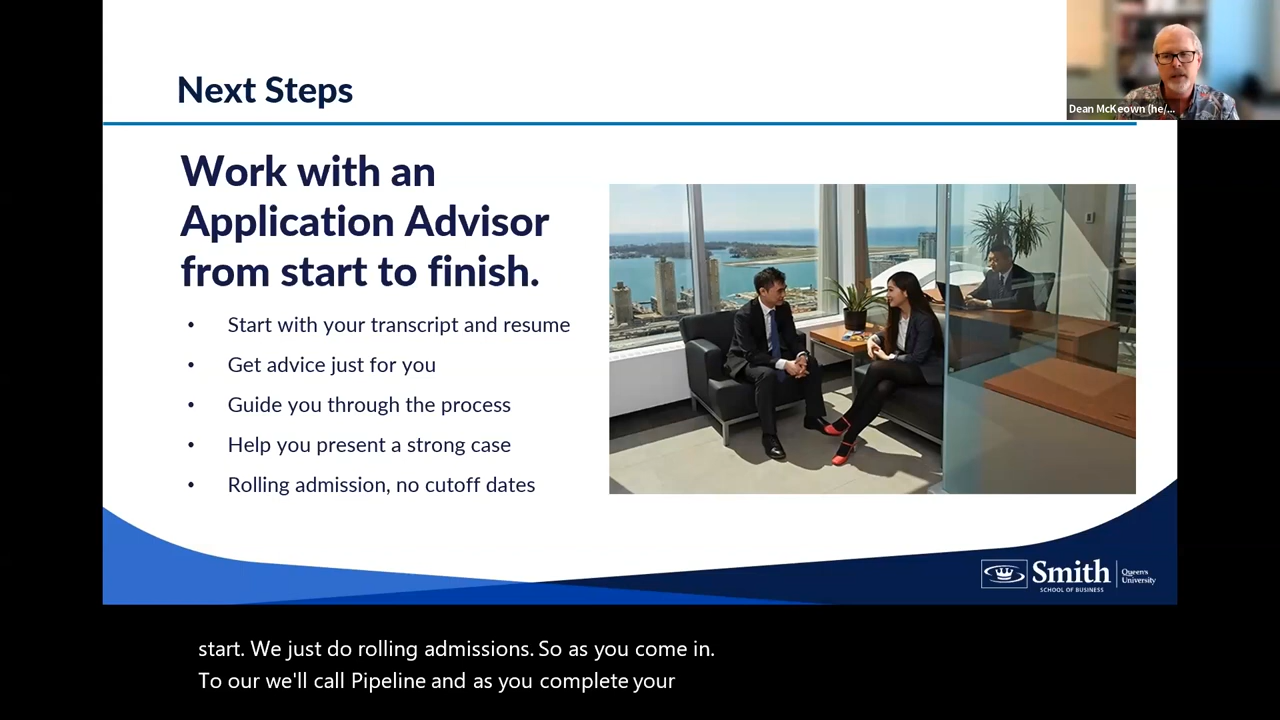 Next Steps
Dean McKeown (he/...
Work with an
Application Advisor
from start to finish.
• Start with your transcript and resume
• Get advice just for you
• Guide you through the process
• Help you present a strong case
• Rolling admission, no cutoff dates
Smith
SCHOOL OF BUSINESS
Queen's
University
start. We just do rolling admissions. So as you come in.
To our we'll call Pipeline and as you complete your